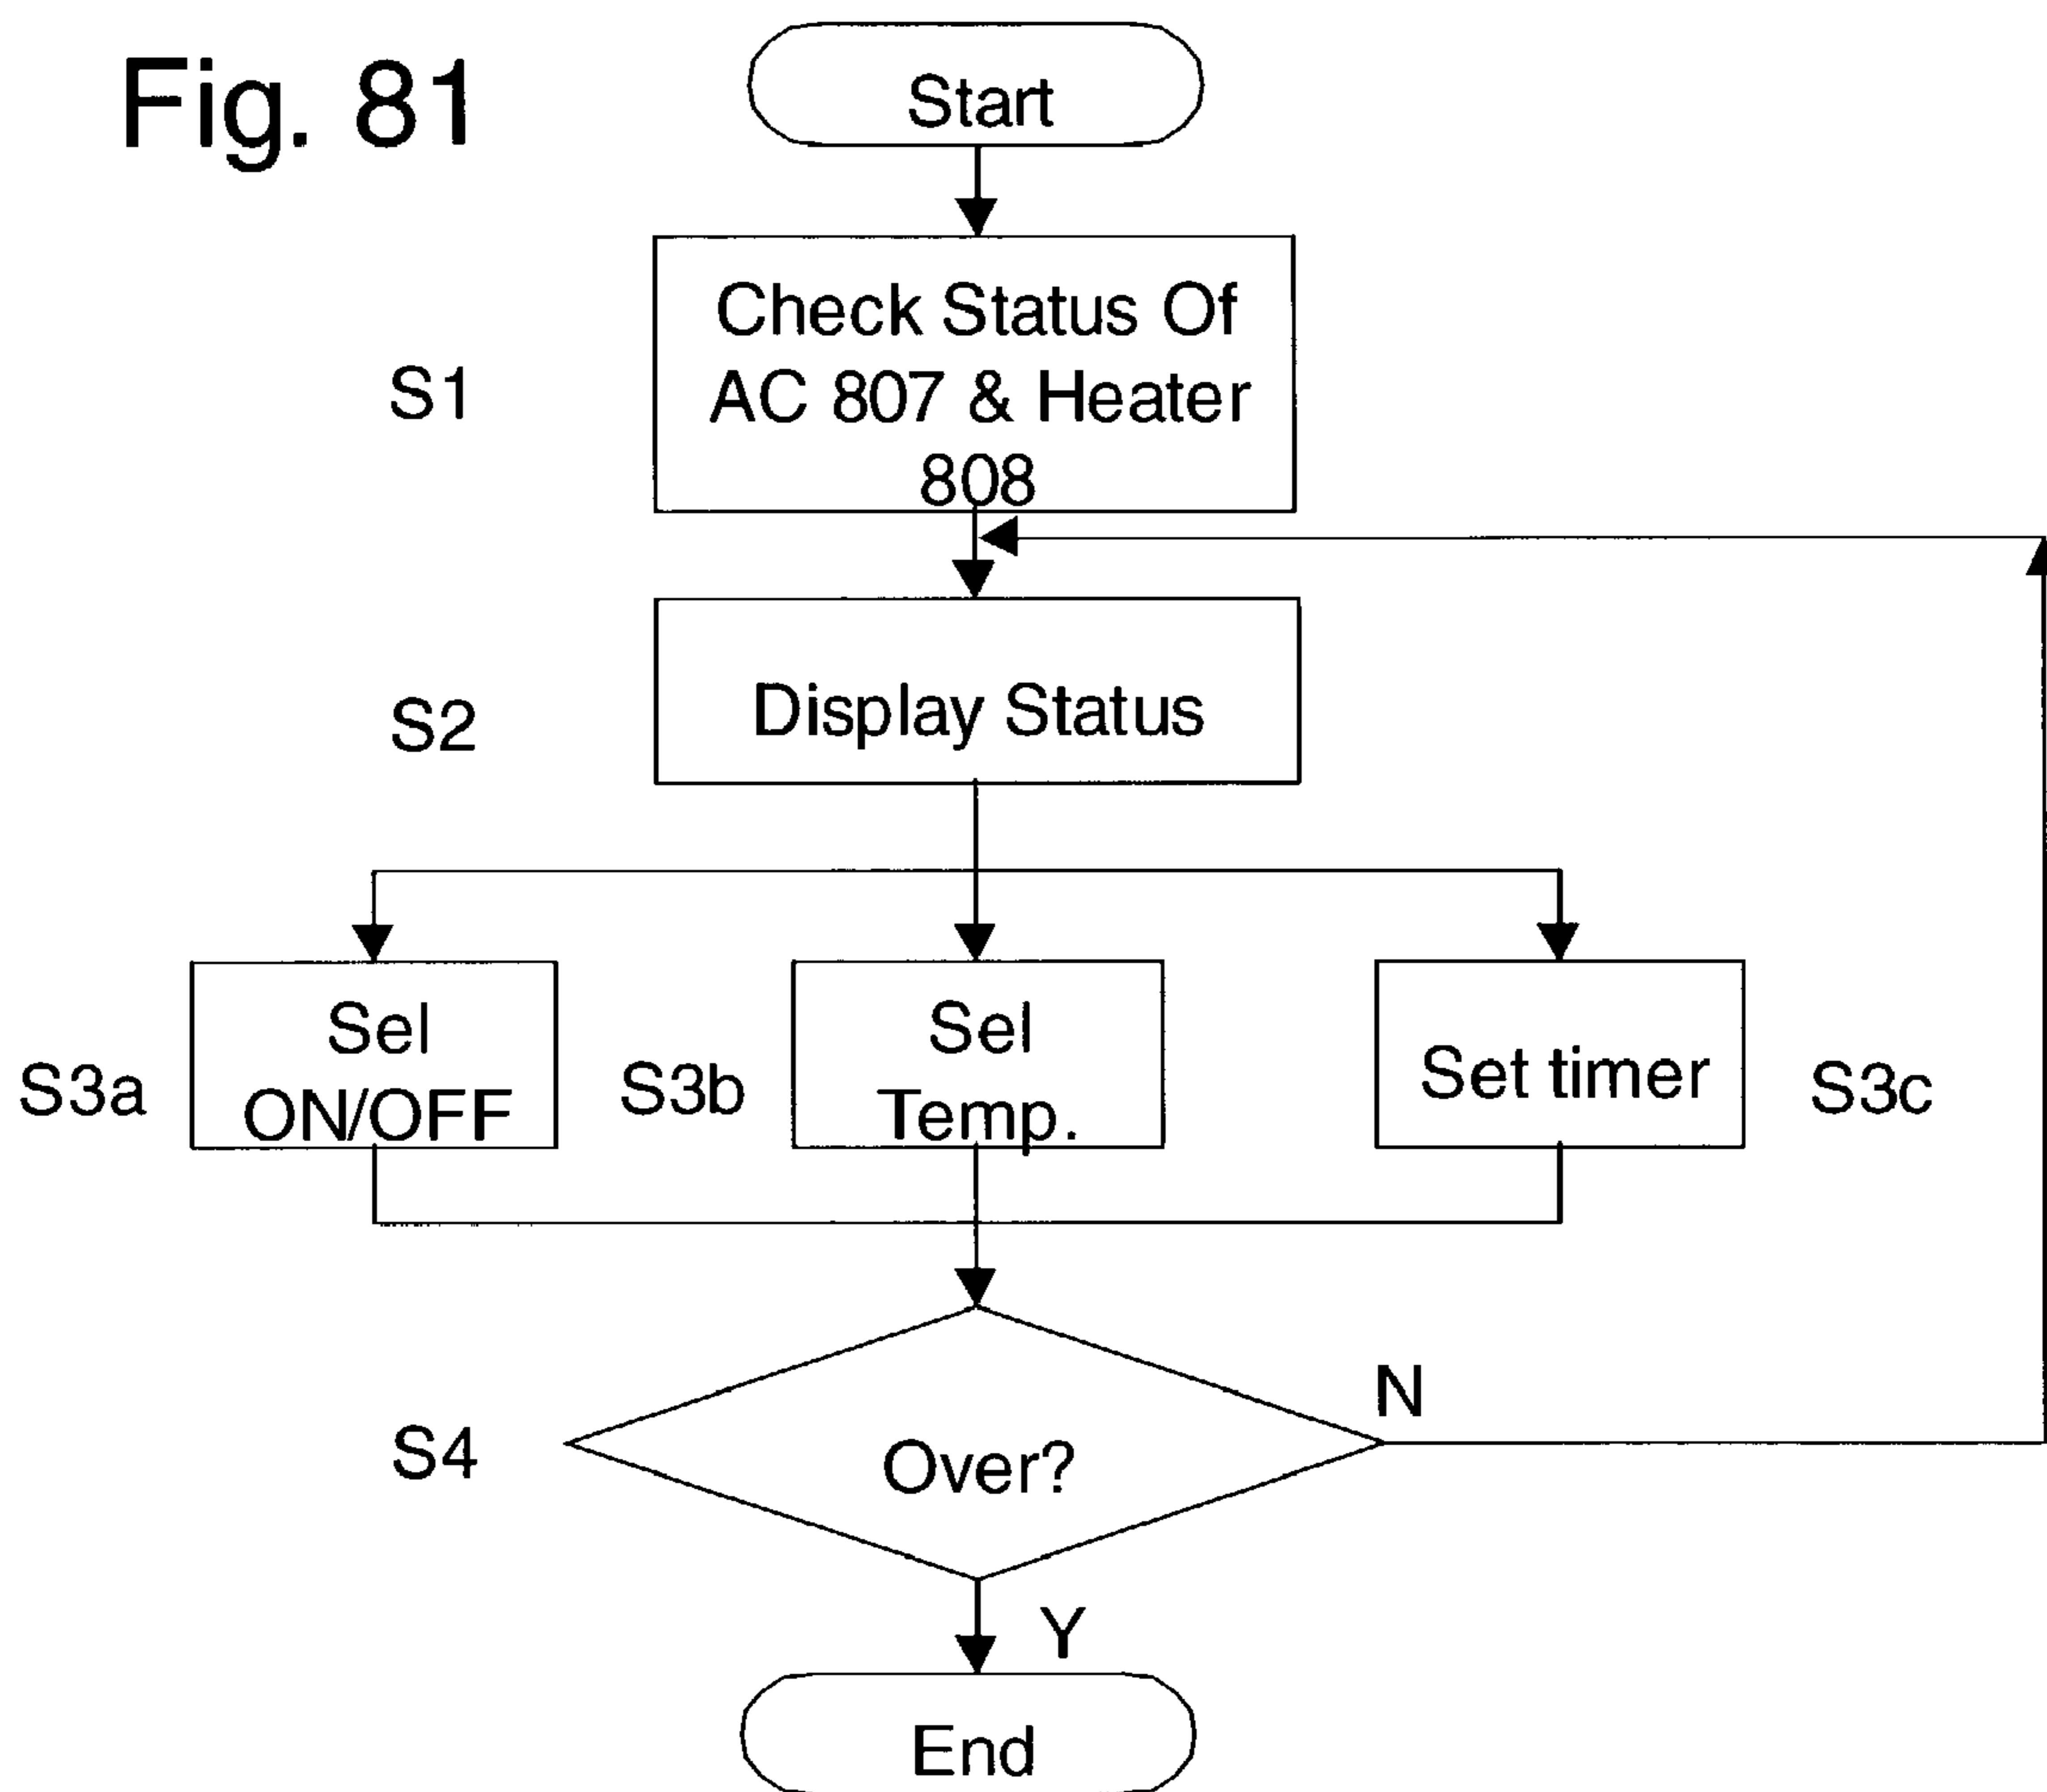 Fig. 81
Start
S1
Check Status Of
AC 807 & Heater
808
S2
Display Status
S3a
Sel
ON/OFF
S3b
Sel
Temp.
Set timer
S3c
S4
Over?
N
Y
End